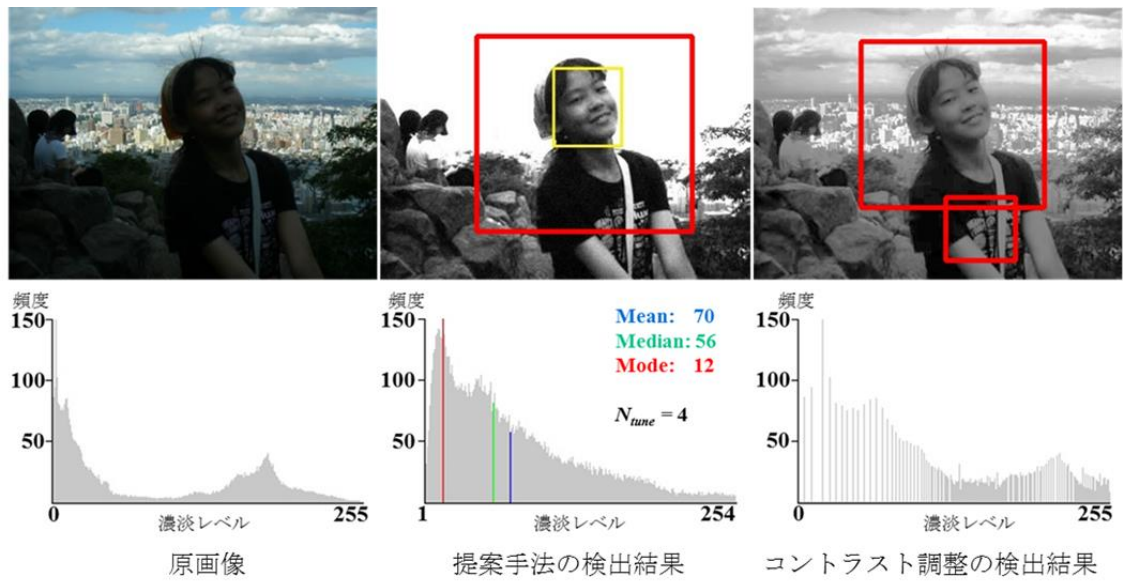 頻度
150
100
50
0
濃淡レベル
255
原画像
頻度
150
100
50
1
濃淡レベル
254
Mean: 70
Median: 56
Mode: 12
Ntune = 4
提案手法の検出結果
頻度
150
100
50
0
濃淡レベル
255
コントラスト調整の検出結果